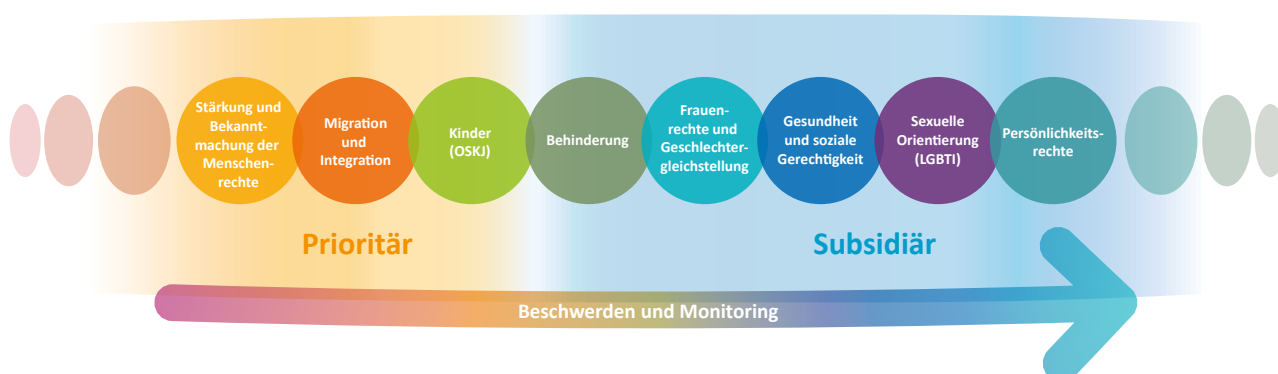 Stärkung und
Bekannt-
machung der
Menschen-
rechte
Migration
und
Integration
Kinder
(OSKJ)
Behinderung
Frauen-
rechte und
Geschlechter-
gleichstellung
Gesundheit
und soziale
Gerechtigkeit
Sexuelle
Orientierung
(LGBTI)
Persönlichkeits-
rechte
Prioritär
Subsidiär
Beschwerden und Monitoring